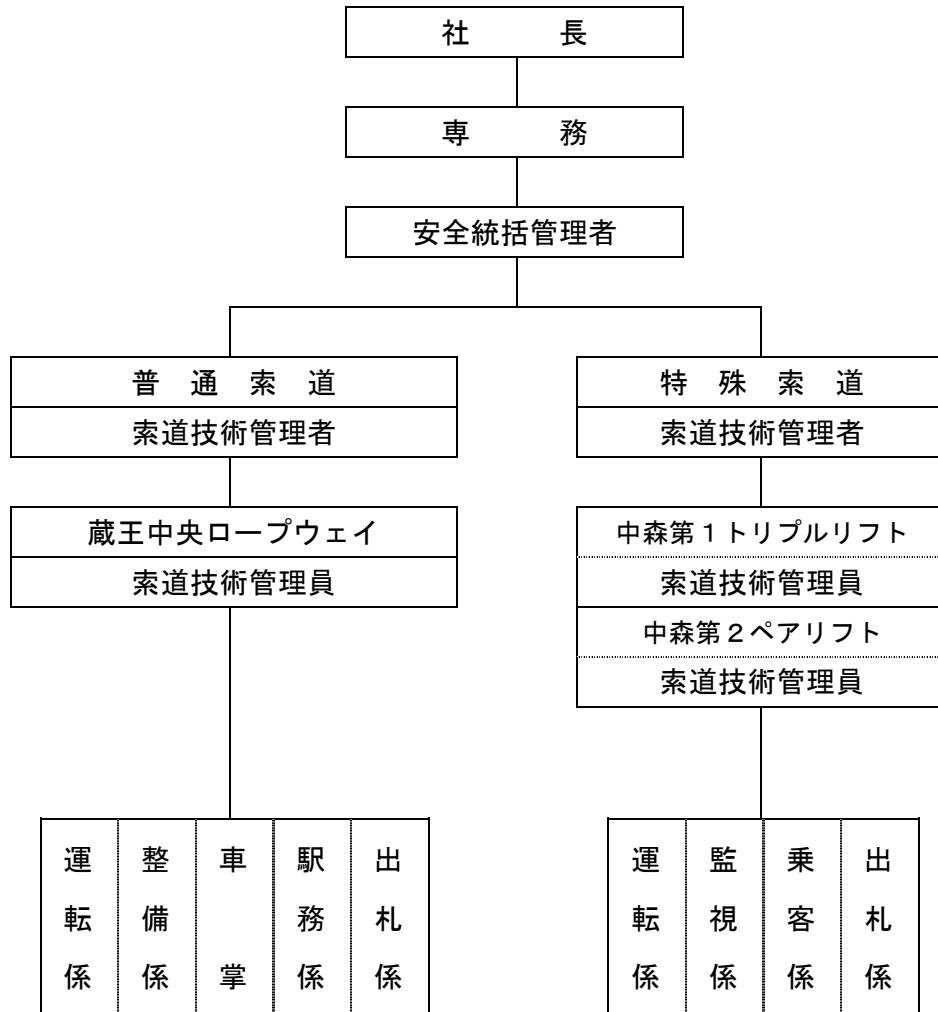 社長
専務
安全統括管理者
普通索道
索道技術管理者
蔵王中央ロープウェイ
索道技術管理員
運転係
整備係
車掌
駅務係
出札係
特殊索道
索道技術管理者
中森第１トリプルリフト
索道技術管理員
中森第２ペアリフト
索道技術管理員
運転係
監視係
乗客係
出札係